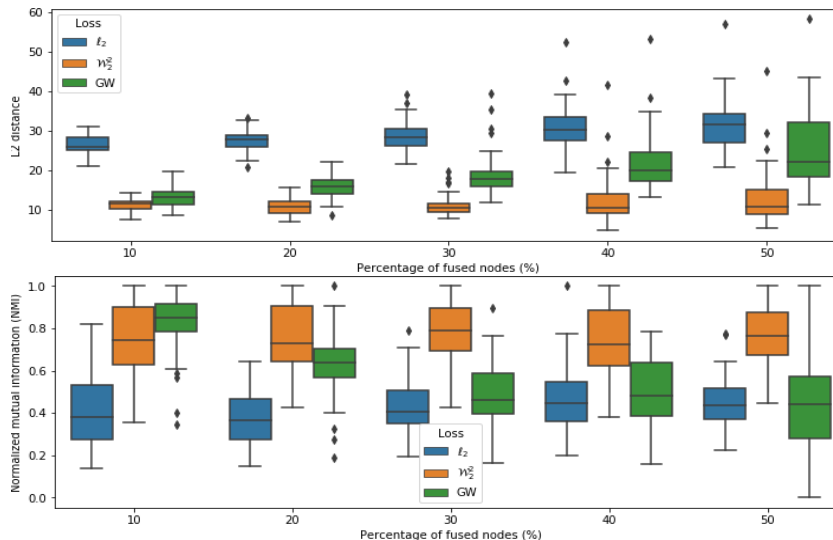 60
50
40
30
20
10
L2 distance
Loss
ℓ₂
𝒲₂²
GW
10 20 30 40 50
Percentage of fused nodes (%)
1.0
0.8
0.6
0.4
0.2
0.0
Normalized mutual information (NMI)
Loss
ℓ₂
𝒲₂²
GW
10 20 30 40 50
Percentage of fused nodes (%)